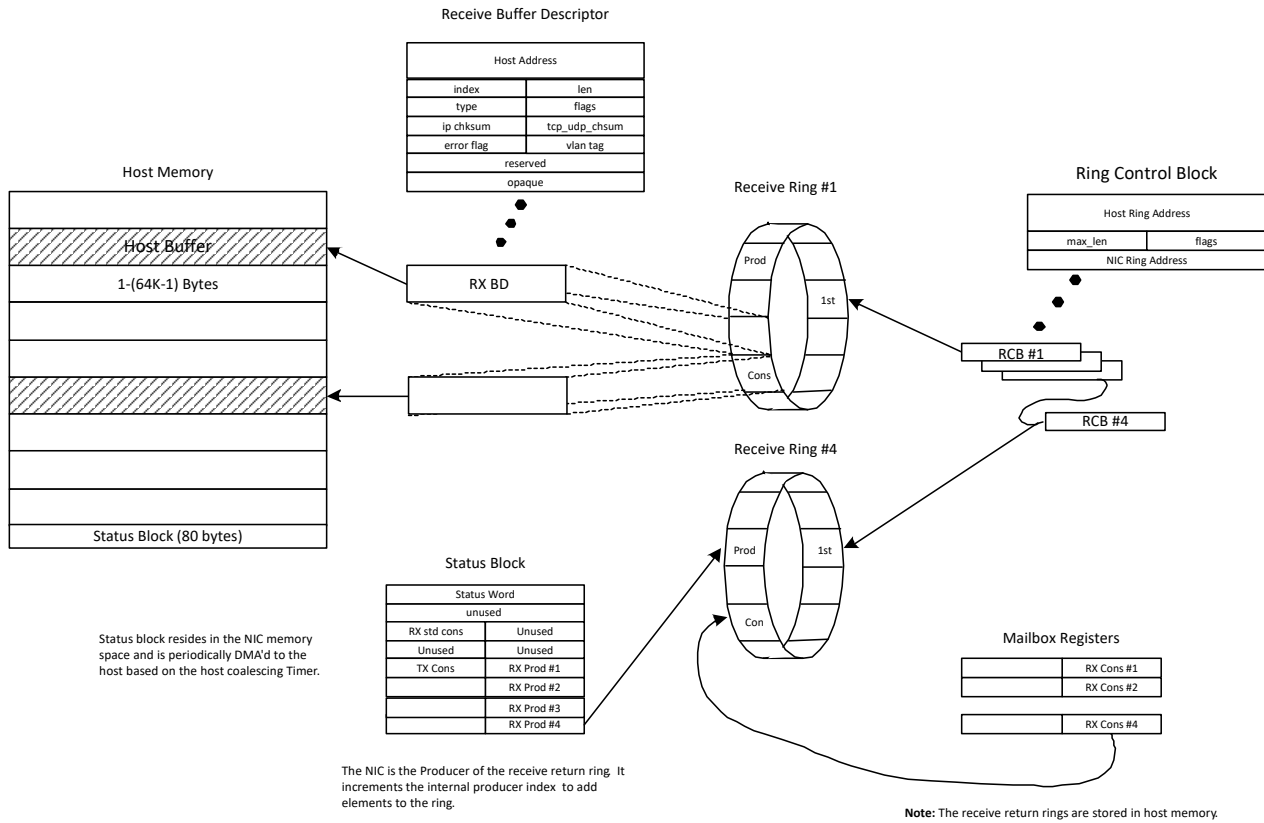 Receive Buffer Descriptor
Host Address
index
len
type
flags
ip chksum
tcp_udp_chsum
error flag
vlan tag
reserved
opaque
Host Memory
Host Buffer
1-(64K-1) Bytes
Status Block (80 bytes)
RX BD
Receive Ring #1
Prod
1st
Cons
Ring Control Block
Host Ring Address
max_len
flags
NIC Ring Address
RCB #1
RCB #4
Receive Ring #4
Prod
1st
Con
Status Block
Status Word
unused
RX std cons
Unused
Unused
Unused
TX Cons
RX Prod #1
RX Prod #2
RX Prod #3
RX Prod #4
Status block resides in the NIC memory
space and is periodically DMA'd to the
host based on the host coalescing Timer.
Mailbox Registers
RX Cons #1
RX Cons #2
RX Cons #4
The NIC is the Producer of the receive return ring. It
increments the internal producer index to add
elements to the ring.
Note: The receive return rings are stored in host memory.